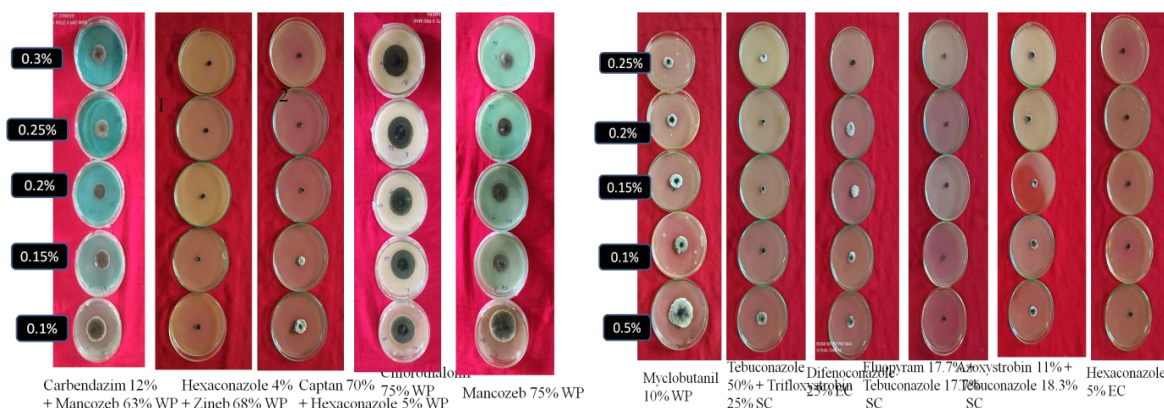 0.3%
0.25%
0.2%
0.15%
0.1%
1
2
Carbendazim 12%
+ Mancozeb 63% WP
Hexaconazole 4%
+ Zineb 68% WP
Captan 70%
+ Hexaconazole 5% WP
Chlorothalonil
75% WP
Mancozeb 75% WP
0.25%
0.2%
0.15%
0.1%
0.5%
Myclobutanil
10% WP
Tebuconazole
50% + Trifloxystrobin
25% SC
Difenoconazole
25% EC
Fluopyram 17.7% +
Tebuconazole 17.7%
SC
Azoxystrobin 11% +
Tebuconazole 18.3%
SC
Hexaconazole
5% EC